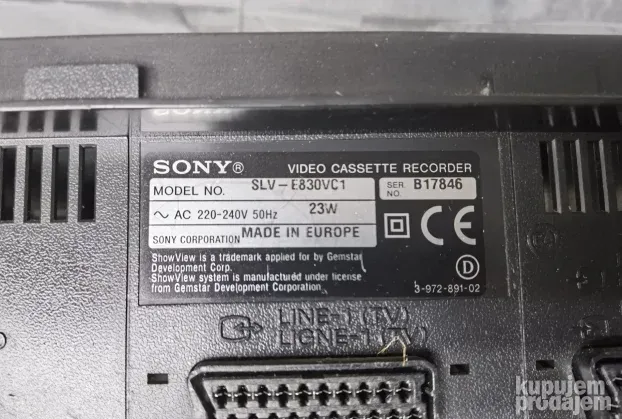 SONY® VIDEO CASSETTE RECORDER
MODEL NO. SLV-E830VC1
SER. NO. B17846
~ AC 220-240V 50Hz 23W
SONY CORPORATION MADE IN EUROPE
CE
ShowView is a trademark applied for by Gemstar
Development Corp.
ShowView system is manufactured under license
from Gemstar Development Corporation.
D
3-972-891-02
LINE-1 (TV)
LIGNE-1 (TV)
kupujem
prodajem